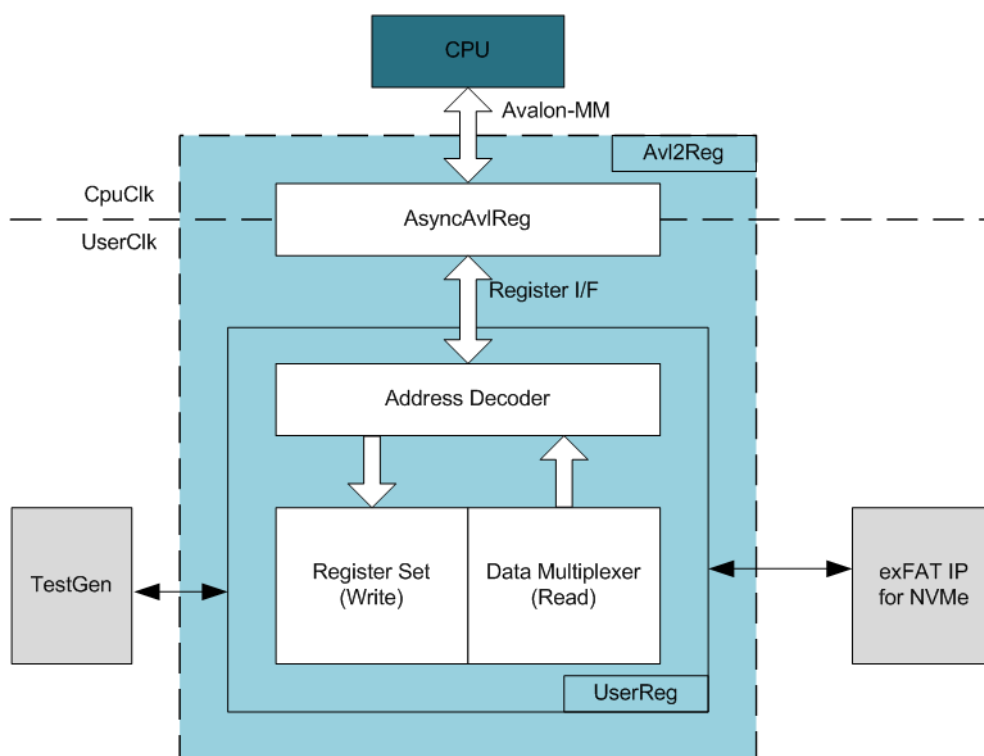 CPU
Avalon-MM
Avl2Reg
CpuClk
AsyncAvlReg
UserClk
Register I/F
Address Decoder
TestGen
Register Set
(Write)
Data Multiplexer
(Read)
exFAT IP
for NVMe
UserReg